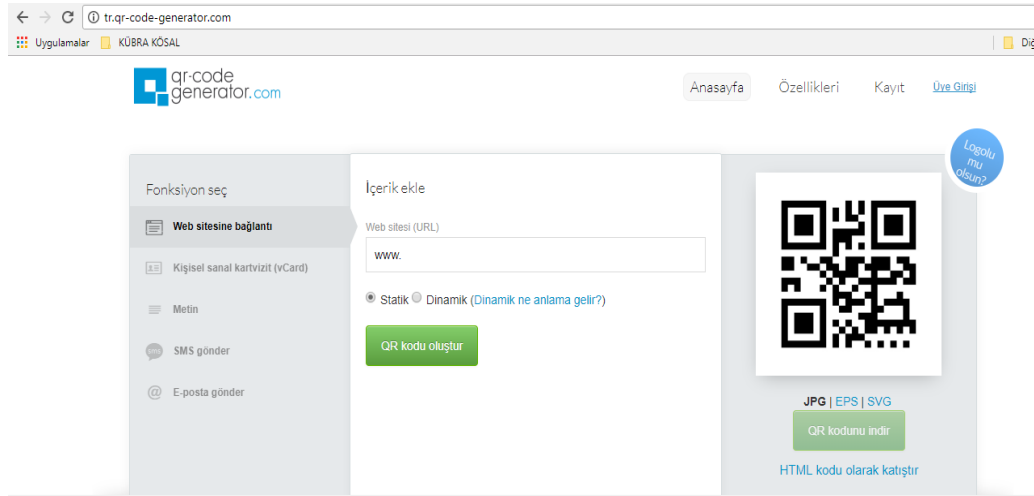 tr.qr-code-generator.com
Uygulamalar KÜBRA KÖSAL Diğ
qr-code
generator.com
Anasayfa Özellikleri Kayıt Üye Girişi
Logolu
mu
olsun?
Fonksiyon seç
Web sitesine bağlantı
Kişisel sanal kartvizit (vCard)
Metin
SMS gönder
E-posta gönder
İçerik ekle
Web sitesi (URL)
www.
Statik Dinamik (Dinamik ne anlama gelir?)
QR kodu oluştur
JPG | EPS | SVG
QR kodunu indir
HTML kodu olarak katıştır